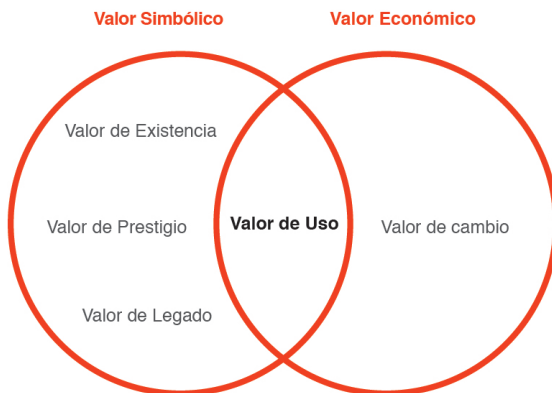 Valor Simbólico
Valor Económico
Valor de Existencia
Valor de Prestigio
Valor de Uso
Valor de cambio
Valor de Legado